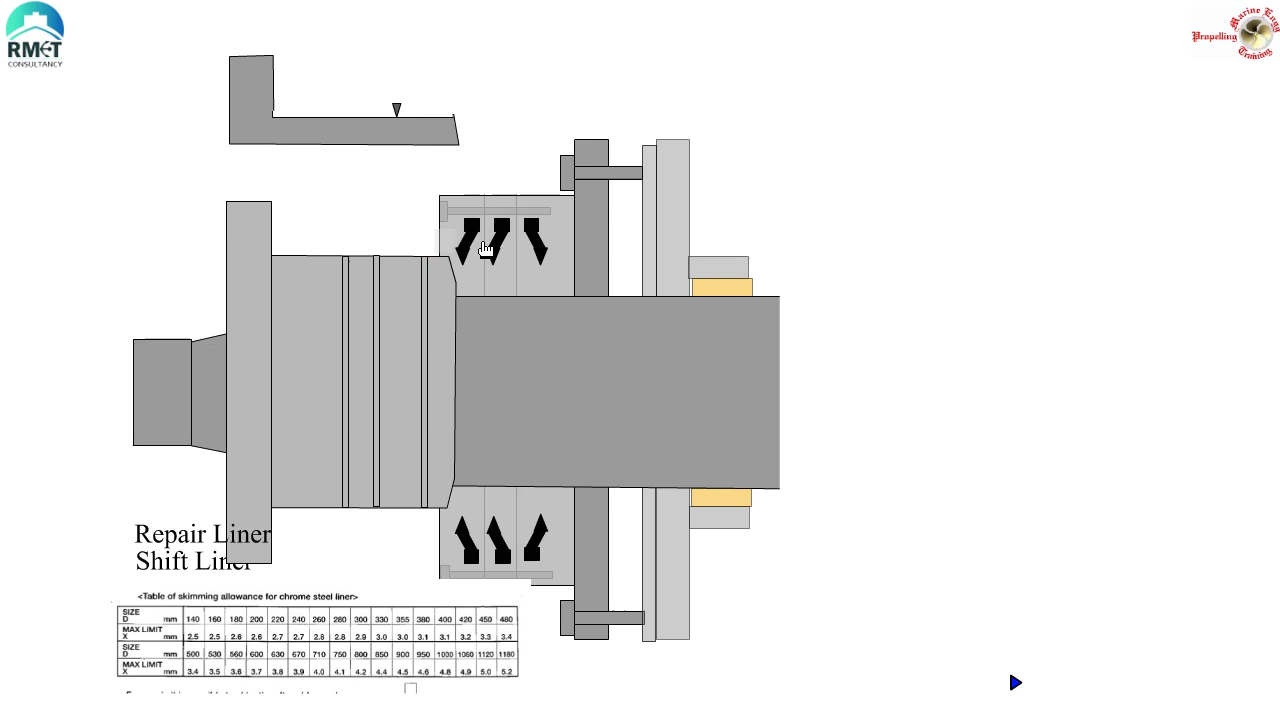 RMET
CONSULTANCY
Propelling Marine Engg Training
Repair Liner
Shift Liner
<Table of skimming allowance for chrome steel liner>
SIZE D mm 140 160 180 200 220 240 260 280 300 330 355 380 400 420 450 480
MAX LIMIT X mm 2.5 2.5 2.6 2.6 2.7 2.7 2.8 2.8 2.9 3.0 3.0 3.1 3.1 3.2 3.3 3.4
SIZE D mm 500 530 560 600 630 670 710 750 800 850 900 950 1000 1060 1120 1180
MAX LIMIT X mm 3.4 3.5 3.6 3.7 3.8 3.9 4.0 4.1 4.2 4.4 4.5 4.6 4.8 4.9 5.0 5.2